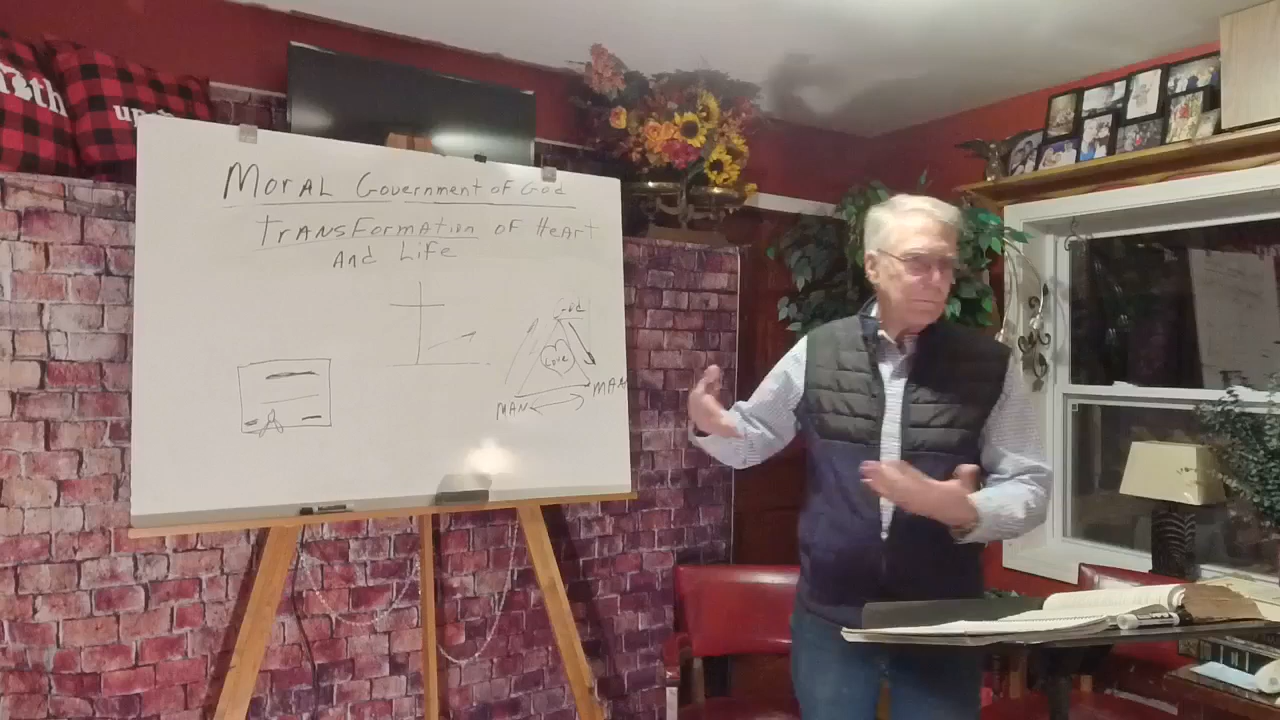 MORAL Government of God
TRANSFormATion OF HeArT
And LiFe
God
Love
MAN
MAN